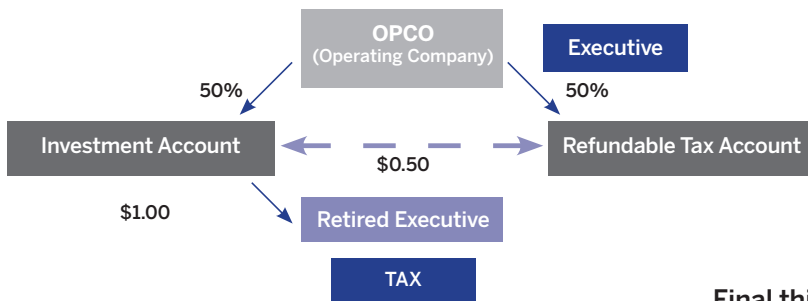 OPCO
(Operating Company)
Executive
50%
50%
Investment Account
Refundable Tax Account
$0.50
$1.00
Retired Executive
TAX